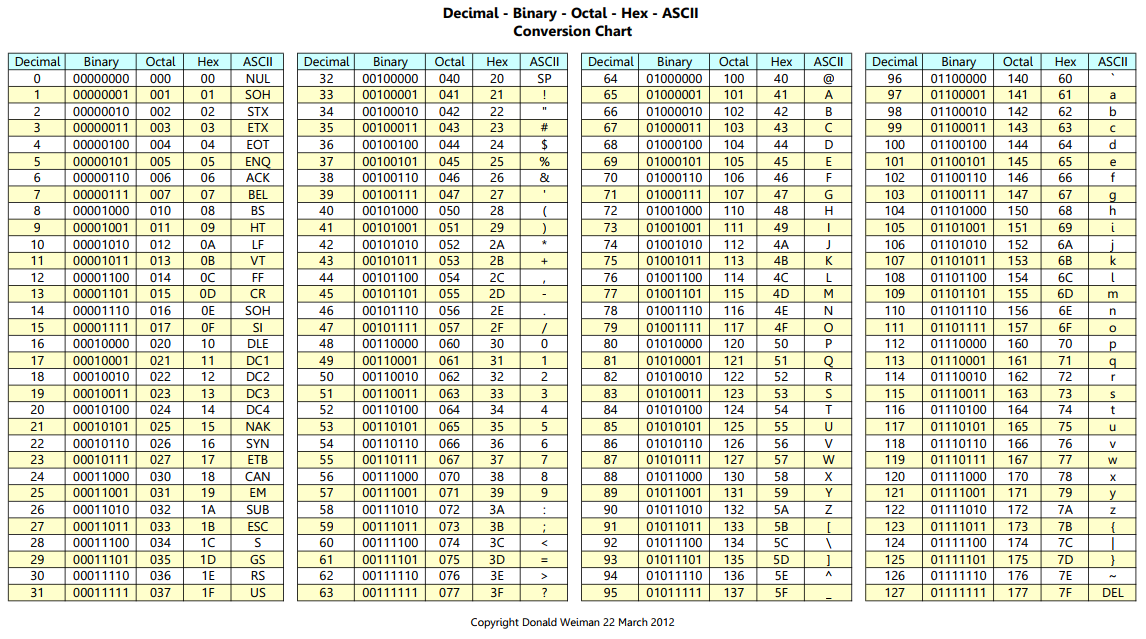 Decimal - Binary - Octal - Hex - ASCII
Conversion Chart
Decimal Binary Octal Hex ASCII Decimal Binary Octal Hex ASCII Decimal Binary Octal Hex ASCII Decimal Binary Octal Hex ASCII
0 00000000 000 00 NUL 32 00100000 040 20 SP 64 01000000 100 40 @ 96 01100000 140 60 `
1 00000001 001 01 SOH 33 00100001 041 21 ! 65 01000001 101 41 A 97 01100001 141 61 a
2 00000010 002 02 STX 34 00100010 042 22 " 66 01000010 102 42 B 98 01100010 142 62 b
3 00000011 003 03 ETX 35 00100011 043 23 # 67 01000011 103 43 C 99 01100011 143 63 c
4 00000100 004 04 EOT 36 00100100 044 24 $ 68 01000100 104 44 D 100 01100100 144 64 d
5 00000101 005 05 ENQ 37 00100101 045 25 % 69 01000101 105 45 E 101 01100101 145 65 e
6 00000110 006 06 ACK 38 00100110 046 26 & 70 01000110 106 46 F 102 01100110 146 66 f
7 00000111 007 07 BEL 39 00100111 047 27 ' 71 01000111 107 47 G 103 01100111 147 67 g
8 00001000 010 08 BS 40 00101000 050 28 ( 72 01001000 110 48 H 104 01101000 150 68 h
9 00001001 011 09 HT 41 00101001 051 29 ) 73 01001001 111 49 I 105 01101001 151 69 i
10 00001010 012 0A LF 42 00101010 052 2A * 74 01001010 112 4A J 106 01101010 152 6A j
11 00001011 013 0B VT 43 00101011 053 2B + 75 01001011 113 4B K 107 01101011 153 6B k
12 00001100 014 0C FF 44 00101100 054 2C , 76 01001100 114 4C L 108 01101100 154 6C l
13 00001101 015 0D CR 45 00101101 055 2D - 77 01001101 115 4D M 109 01101101 155 6D m
14 00001110 016 0E SOH 46 00101110 056 2E . 78 01001110 116 4E N 110 01101110 156 6E n
15 00001111 017 0F SI 47 00101111 057 2F / 79 01001111 117 4F O 111 01101111 157 6F o
16 00010000 020 10 DLE 48 00110000 060 30 0 80 01010000 120 50 P 112 01110000 160 70 p
17 00010001 021 11 DC1 49 00110001 061 31 1 81 01010001 121 51 Q 113 01110001 161 71 q
18 00010010 022 12 DC2 50 00110010 062 32 2 82 01010010 122 52 R 114 01110010 162 72 r
19 00010011 023 13 DC3 51 00110011 063 33 3 83 01010011 123 53 S 115 01110011 163 73 s
20 00010100 024 14 DC4 52 00110100 064 34 4 84 01010100 124 54 T 116 01110100 164 74 t
21 00010101 025 15 NAK 53 00110101 065 35 5 85 01010101 125 55 U 117 01110101 165 75 u
22 00010110 026 16 SYN 54 00110110 066 36 6 86 01010110 126 56 V 118 01110110 166 76 v
23 00010111 027 17 ETB 55 00110111 067 37 7 87 01010111 127 57 W 119 01110111 167 77 w
24 00011000 030 18 CAN 56 00111000 070 38 8 88 01011000 130 58 X 120 01111000 170 78 x
25 00011001 031 19 EM 57 00111001 071 39 9 89 01011001 131 59 Y 121 01111001 171 79 y
26 00011010 032 1A SUB 58 00111010 072 3A : 90 01011010 132 5A Z 122 01111010 172 7A z
27 00011011 033 1B ESC 59 00111011 073 3B ; 91 01011011 133 5B [ 123 01111011 173 7B {
28 00011100 034 1C S 60 00111100 074 3C < 92 01011100 134 5C \ 124 01111100 174 7C |
29 00011101 035 1D GS 61 00111101 075 3D = 93 01011101 135 5D ] 125 01111101 175 7D }
30 00011110 036 1E RS 62 00111110 076 3E > 94 01011110 136 5E ^ 126 01111110 176 7E ~
31 00011111 037 1F US 63 00111111 077 3F ? 95 01011111 137 5F _ 127 01111111 177 7F DEL
Copyright Donald Weiman 22 March 2012